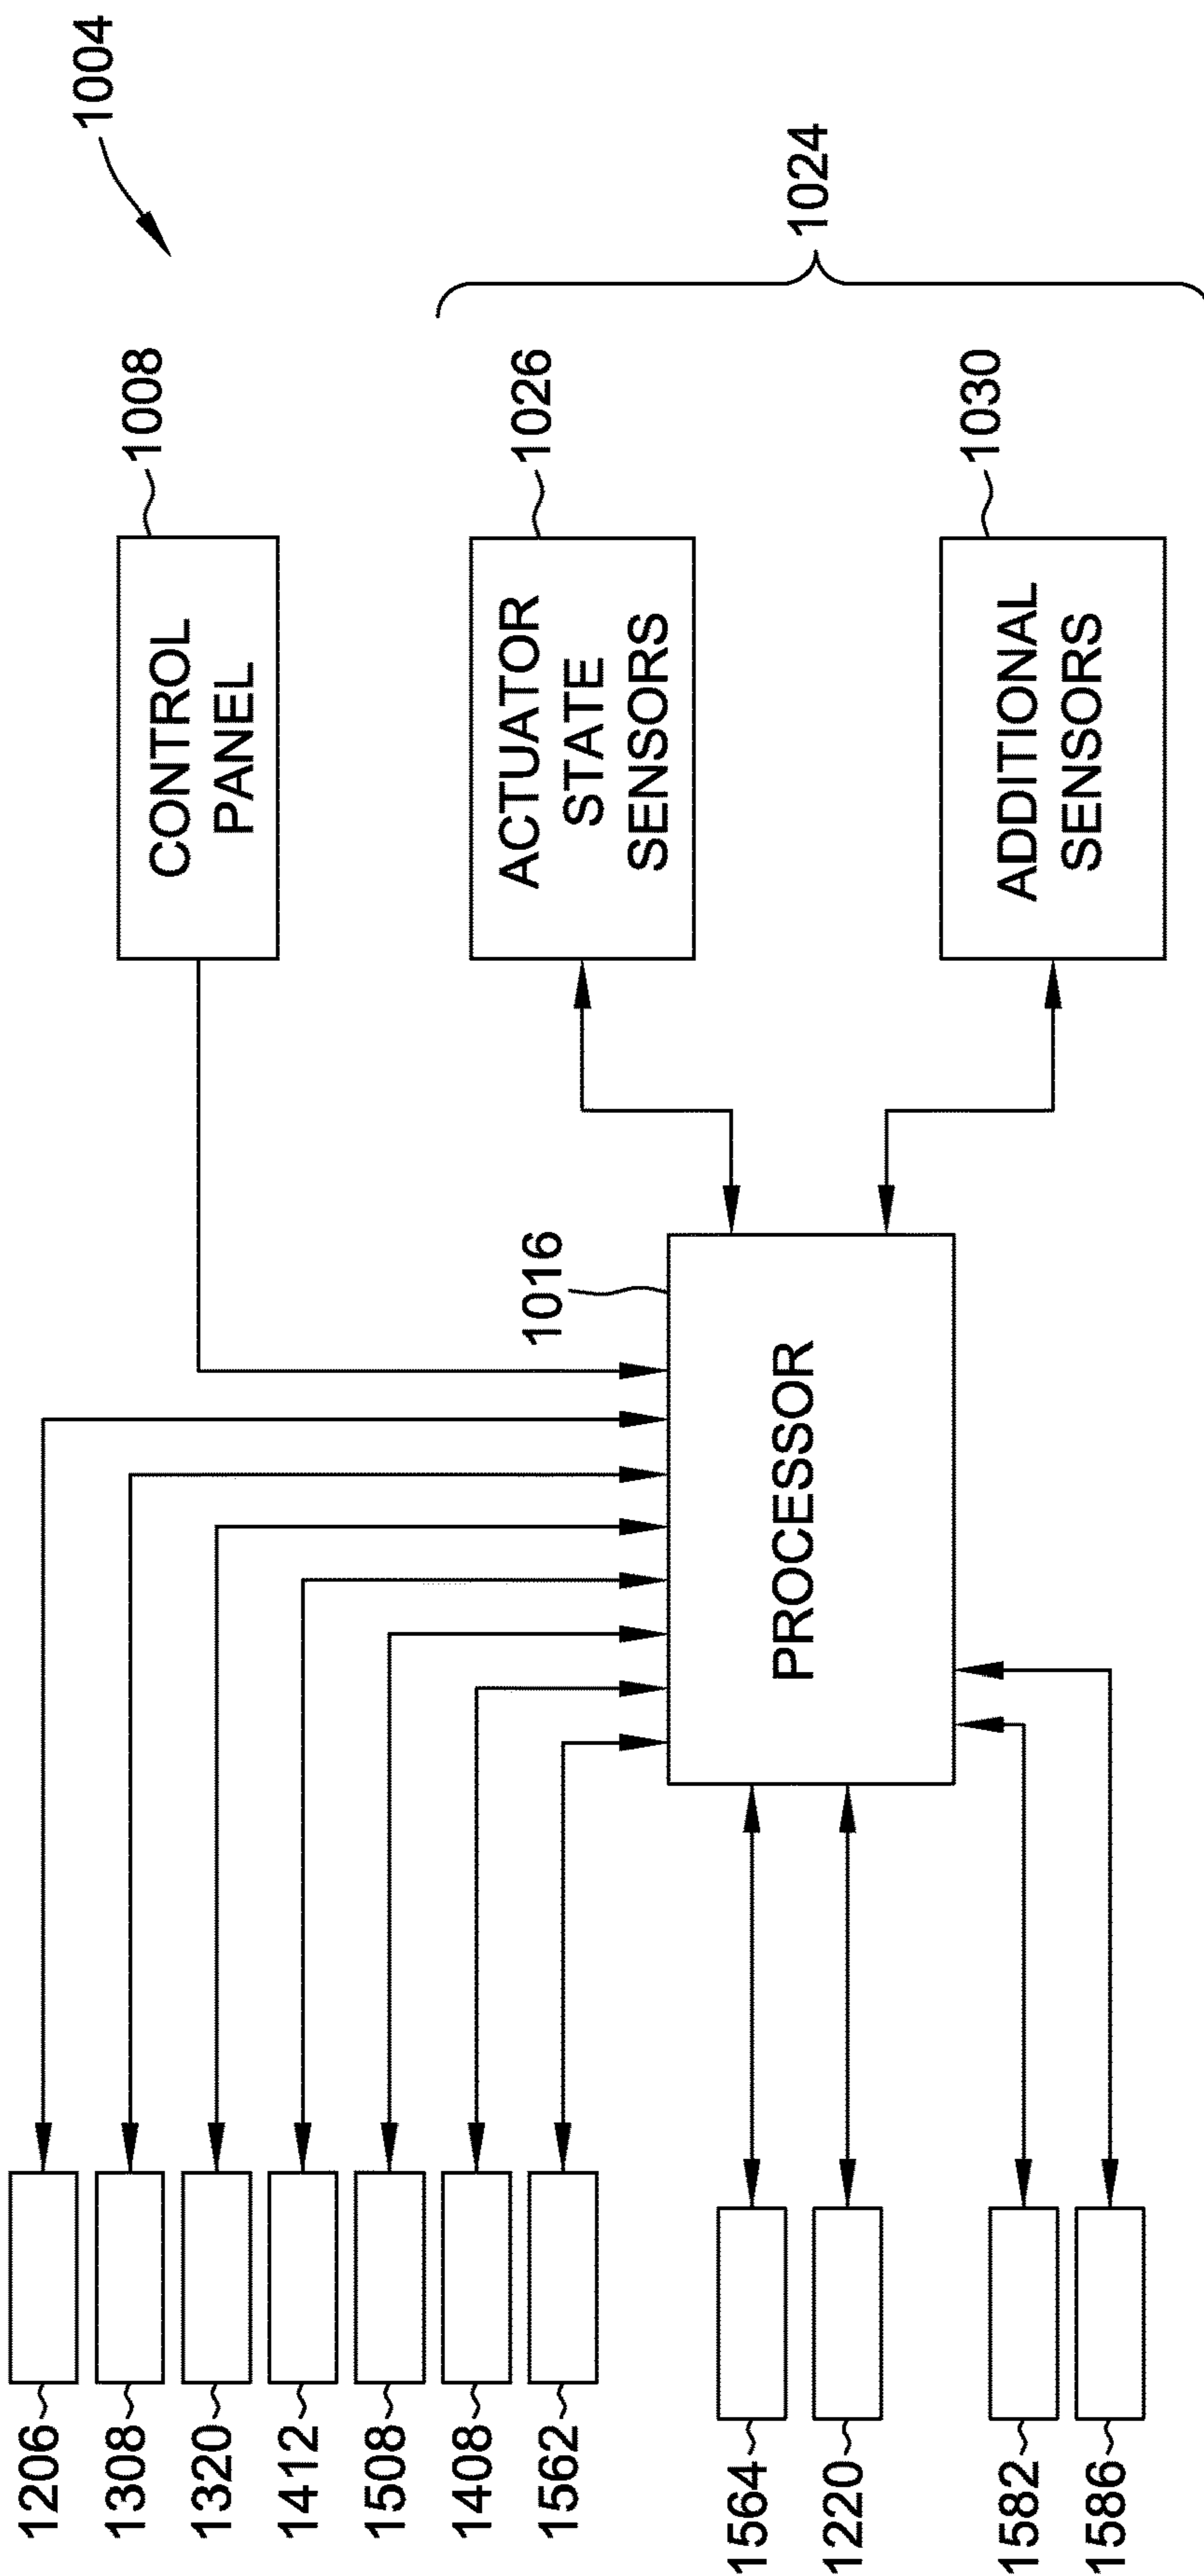 1004
1008
CONTROL
PANEL
1024
1026
ACTUATOR
STATE
SENSORS
1030
ADDITIONAL
SENSORS
1016
PROCESSOR
1206
1308
1320
1412
1508
1408
1562
1564
1220
1582
1586